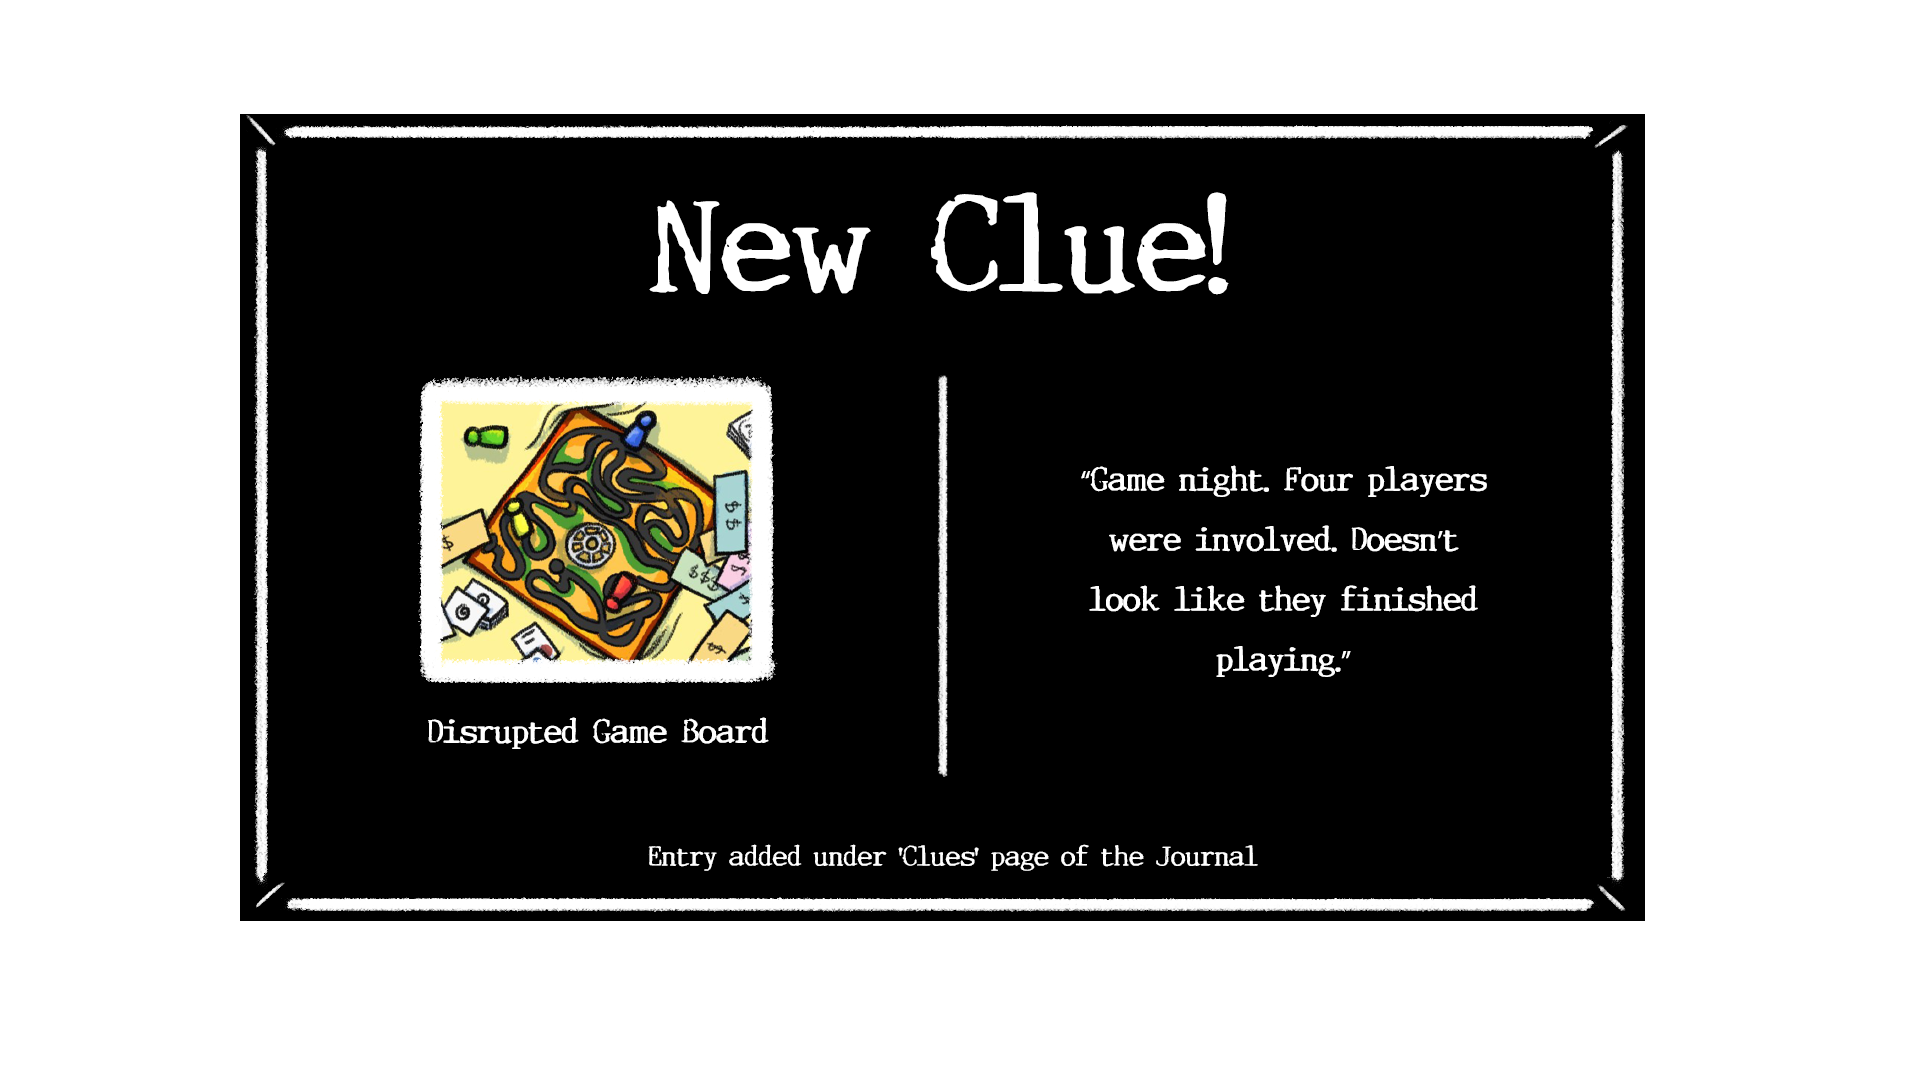 New Clue!
"Game night. Four players
were involved. Doesn't
look like they finished
playing."
Disrupted Game Board
Entry added under 'Clues' page of the Journal
$
$ $
$ $ $
$